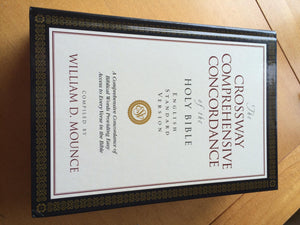 The
CROSSWAY
COMPREHENSIVE
CONCORDANCE
of the
HOLY BIBLE
ENGLISH
STANDARD
VERSION
A Comprehensive Concordance of
Biblical Words Providing Easy
Access to Every Verse in the Bible
COMPILED BY
WILLIAM D. MOUNCE